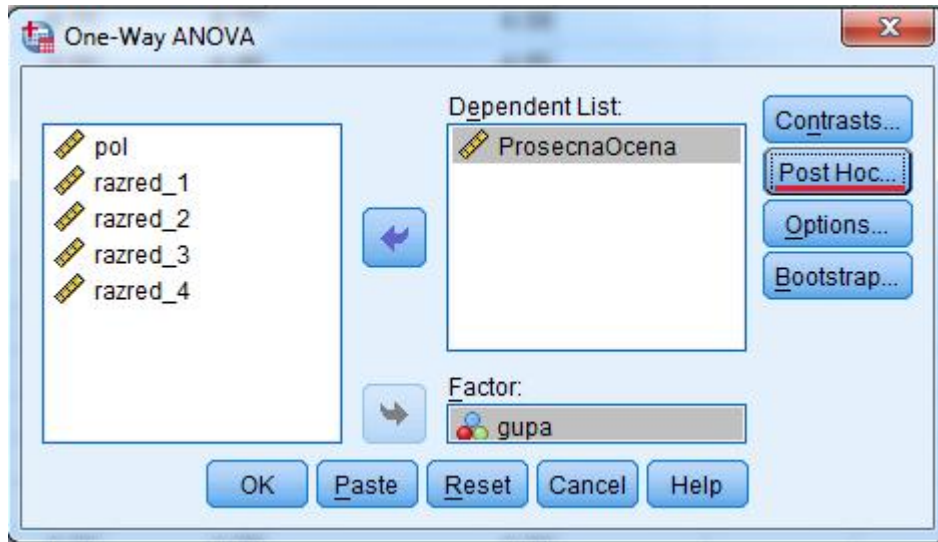 One-Way ANOVA
pol
razred_1
razred_2
razred_3
razred_4
Dependent List:
ProsecnaOcena
Factor:
gupa
Contrasts...
Post Hoc...
Options...
Bootstrap...
OK
Paste
Reset
Cancel
Help